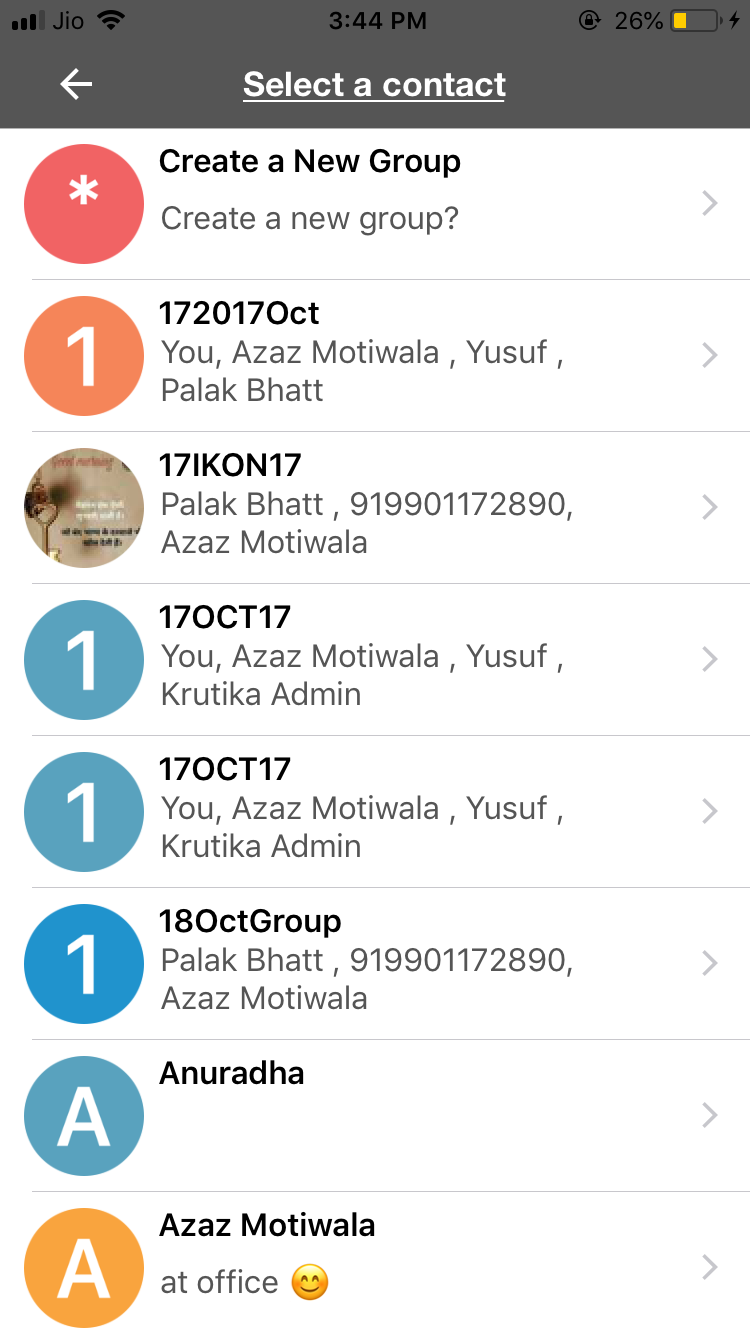 Jio 3:44 PM 26%
Select a contact
*
Create a New Group
Create a new group?
1
172017Oct
You, Azaz Motiwala , Yusuf ,
Palak Bhatt
Good morning
17IKON17
Palak Bhatt , 919901172890,
Azaz Motiwala
1
17OCT17
You, Azaz Motiwala , Yusuf ,
Krutika Admin
1
17OCT17
You, Azaz Motiwala , Yusuf ,
Krutika Admin
1
18OctGroup
Palak Bhatt , 919901172890,
Azaz Motiwala
A
Anuradha
A
Azaz Motiwala
at office 😊